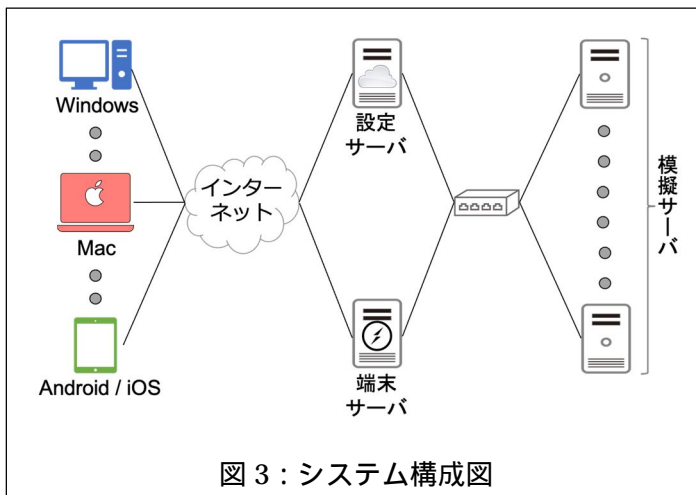 Windows
Mac
Android / iOS
インター
ネット
設定
サーバ
端末
サーバ
模擬サーバ
図 3：システム構成図